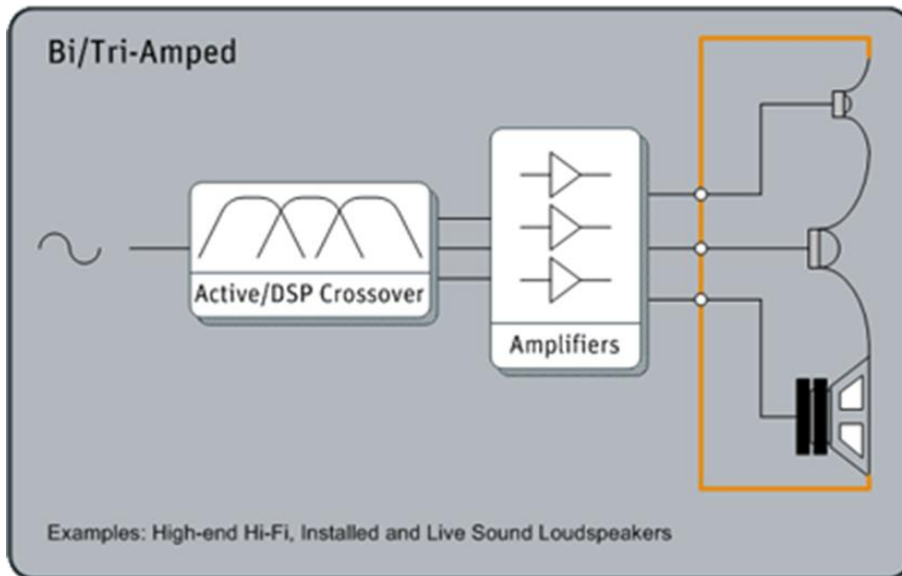 Bi/Tri-Amped
Active/DSP Crossover
Amplifiers
Examples: High-end Hi-Fi, Installed and Live Sound Loudspeakers